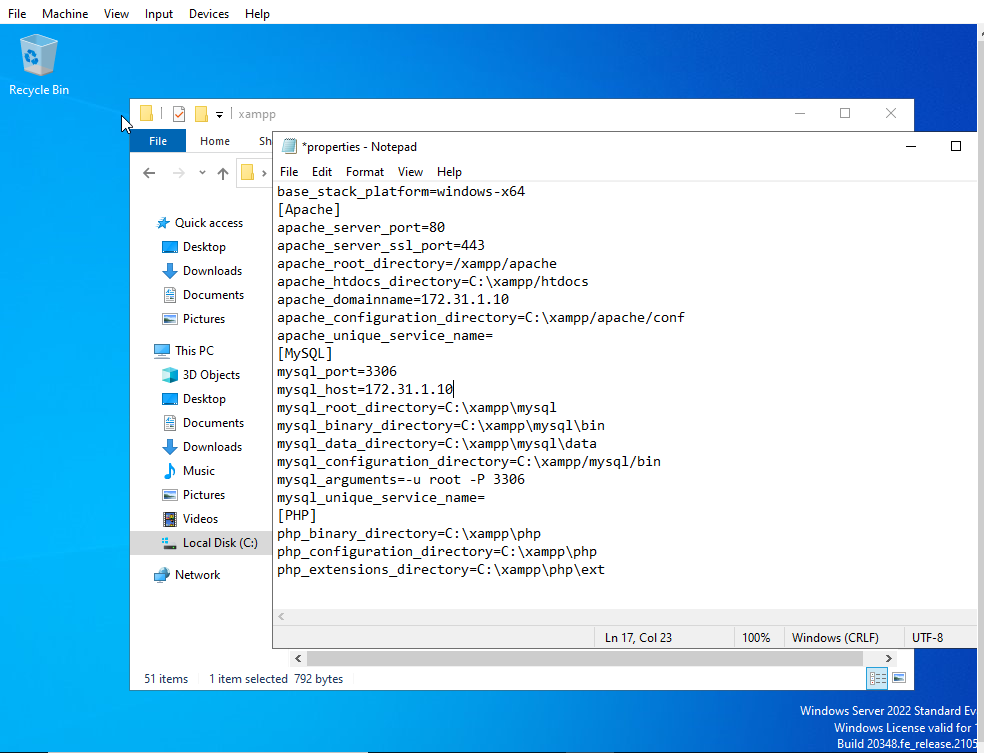 File Machine View Input Devices Help
Recycle Bin
xampp
File Home Sh
*properties - Notepad
File Edit Format View Help
base_stack_platform=windows-x64
[Apache]
apache_server_port=80
apache_server_ssl_port=443
apache_root_directory=/xampp/apache
apache_htdocs_directory=C:\xampp/htdocs
apache_domainname=172.31.1.10
apache_configuration_directory=C:\xampp/apache/conf
apache_unique_service_name=
[MySQL]
mysql_port=3306
mysql_host=172.31.1.10
mysql_root_directory=C:\xampp\mysql
mysql_binary_directory=C:\xampp\mysql\bin
mysql_data_directory=C:\xampp\mysql\data
mysql_configuration_directory=C:\xampp/mysql/bin
mysql_arguments=-u root -P 3306
mysql_unique_service_name=
[PHP]
php_binary_directory=C:\xampp\php
php_configuration_directory=C:\xampp\php
php_extensions_directory=C:\xampp\php\ext
Ln 17, Col 23 100% Windows (CRLF) UTF-8
Quick access
Desktop
Downloads
Documents
Pictures
This PC
3D Objects
Desktop
Documents
Downloads
Music
Pictures
Videos
Local Disk (C:)
Network
51 items 1 item selected 792 bytes
Windows Server 2022 Standard Ev
Windows License valid for
Build 20348.fe_release.2105